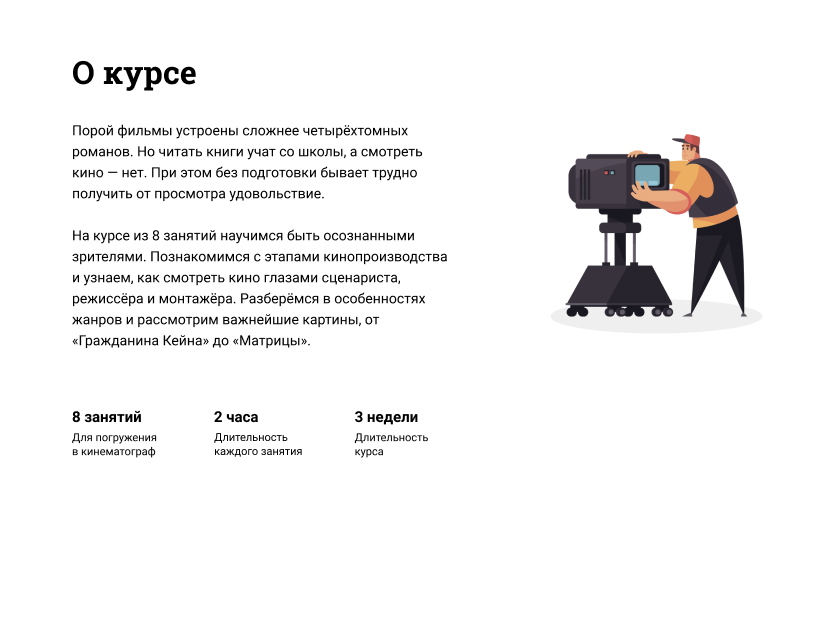 О курсе
Порой фильмы устроены сложнее четырёхтомных
романов. Но читать книги учат со школы, а смотреть
кино — нет. При этом без подготовки бывает трудно
получить от просмотра удовольствие.
На курсе из 8 занятий научимся быть осознанными
зрителями. Познакомимся с этапами кинопроизводства
и узнаем, как смотреть кино глазами сценариста,
режиссёра и монтажёра. Разберёмся в особенностях
жанров и рассмотрим важнейшие картины, от
«Гражданина Кейна» до «Матрицы».
8 занятий
Для погружения
в кинематограф
2 часа
Длительность
каждого занятия
3 недели
Длительность
курса